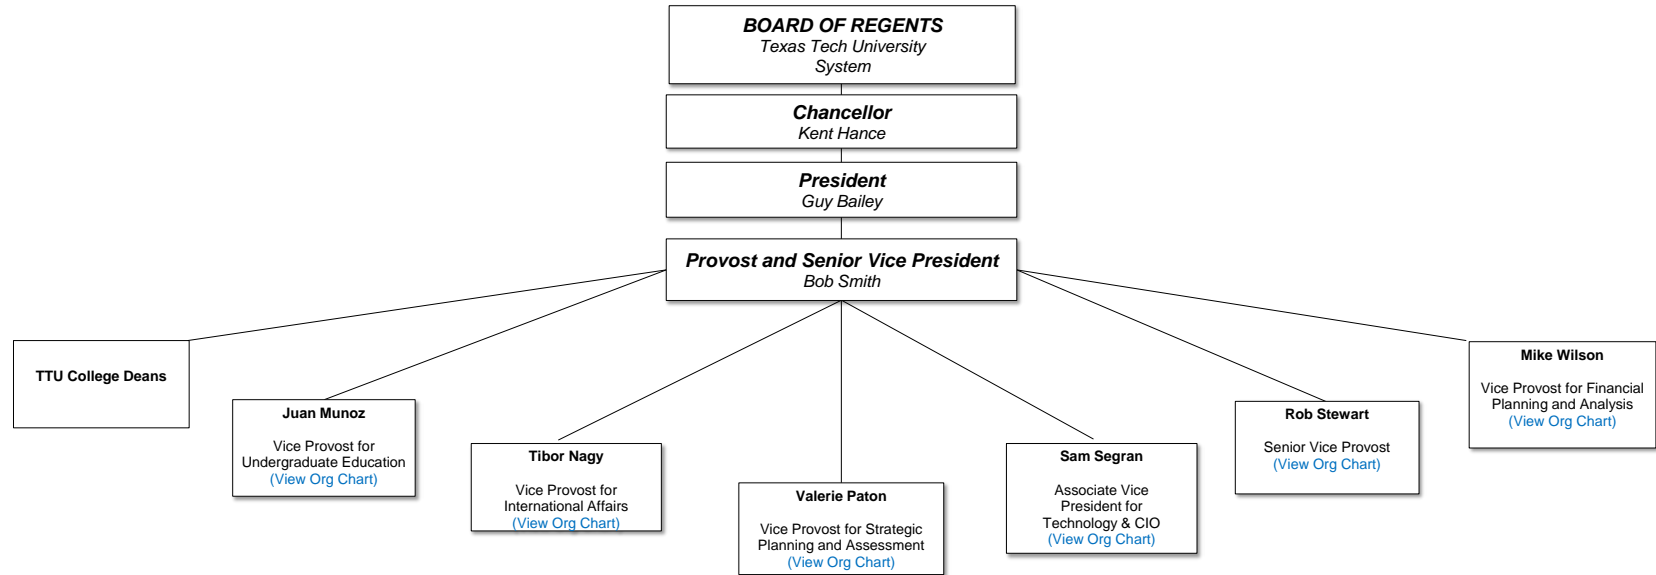 BOARD OF REGENTS
Texas Tech University
System
Chancellor
Kent Hance
President
Guy Bailey
Provost and Senior Vice President
Bob Smith
TTU College Deans
Juan Munoz
Vice Provost for
Undergraduate Education
(View Org Chart)
Tibor Nagy
Vice Provost for
International Affairs
(View Org Chart)
Valerie Paton
Vice Provost for Strategic
Planning and Assessment
(View Org Chart)
Sam Segran
Associate Vice
President for
Technology & CIO
(View Org Chart)
Rob Stewart
Senior Vice Provost
(View Org Chart)
Mike Wilson
Vice Provost for Financial
Planning and Analysis
(View Org Chart)